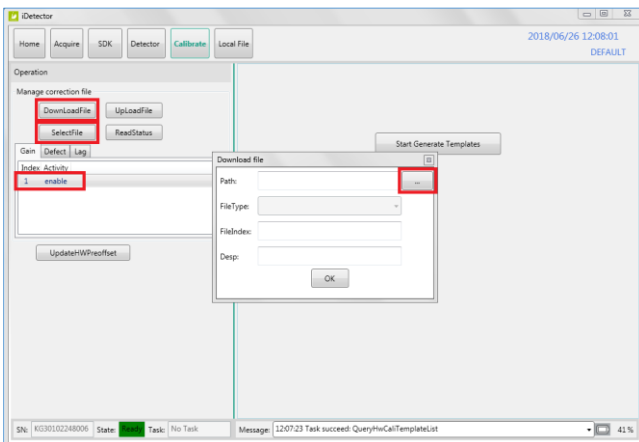 iDetector
Home Acquire SDK Detector Calibrate Local File
2018/06/26 12:08:01
DEFAULT
Operation
Manage correction file
DownLoadFile UpLoadFile
SelectFile ReadStatus
Gain Defect Lag
Index Activity
1 enable
UpdateHWPreoffset
Start Generate Templates
Download file
Path: ...
FileType:
FileIndex:
Desp:
OK
SN: KG30102248006 State: Ready Task: No Task Message: 12:07:23 Task succeed: QueryHwCaliTemplateList 41%